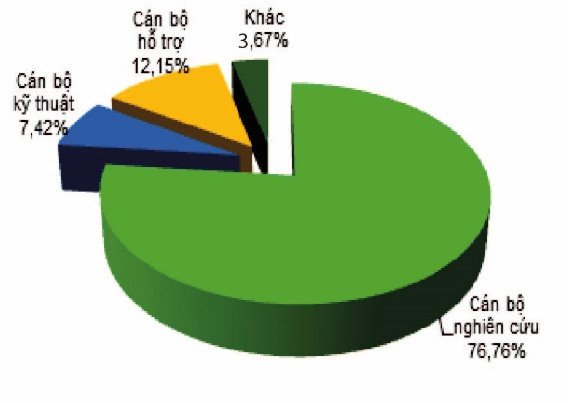 Cán bộ
hỗ trợ
12,15%
Khác
3,67%
Cán bộ
kỹ thuật
7,42%
Cán bộ
nghiên cứu
76,76%